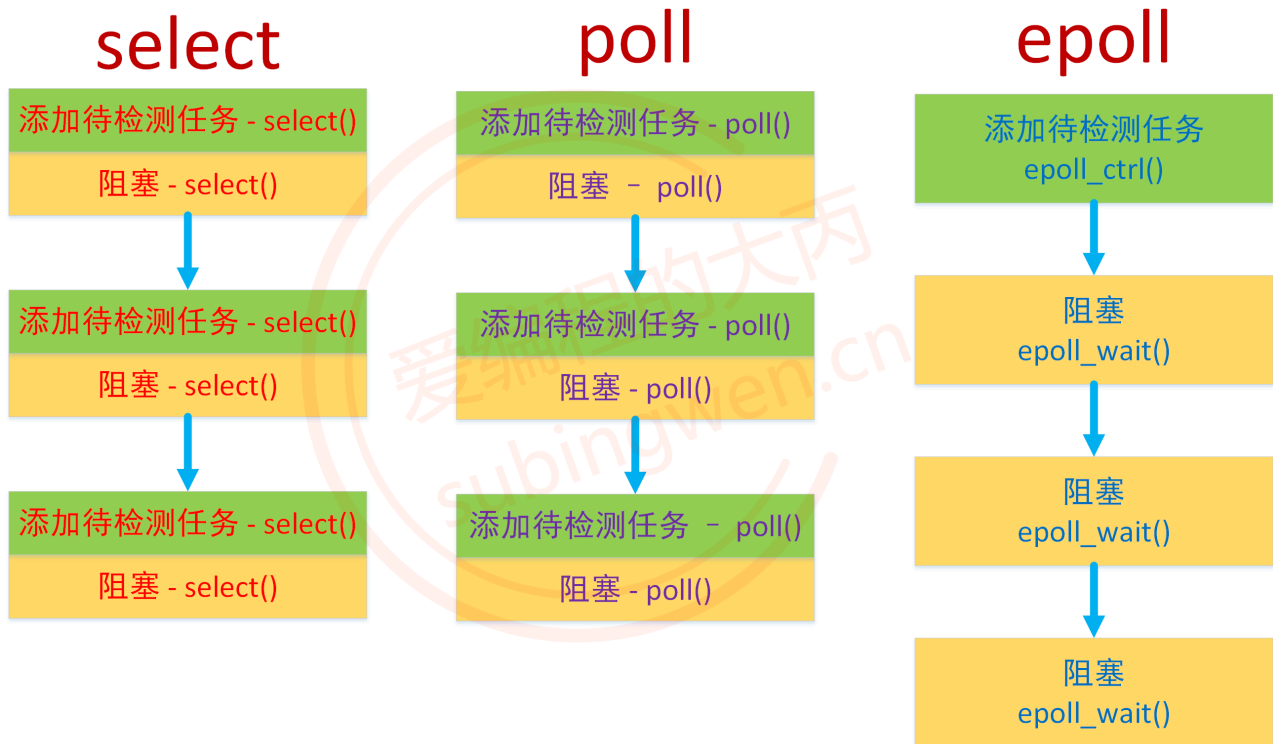 select
添加待检测任务 - select()
阻塞 - select()
添加待检测任务 - select()
阻塞 - select()
添加待检测任务 - select()
阻塞 - select()
poll
添加待检测任务 - poll()
阻塞 － poll()
添加待检测任务 - poll()
阻塞 - poll()
添加待检测任务 － poll()
阻塞 - poll()
epoll
添加待检测任务
epoll_ctrl()
阻塞
epoll_wait()
阻塞
epoll_wait()
阻塞
epoll_wait()
爱编程的大丙
subingwen.cn